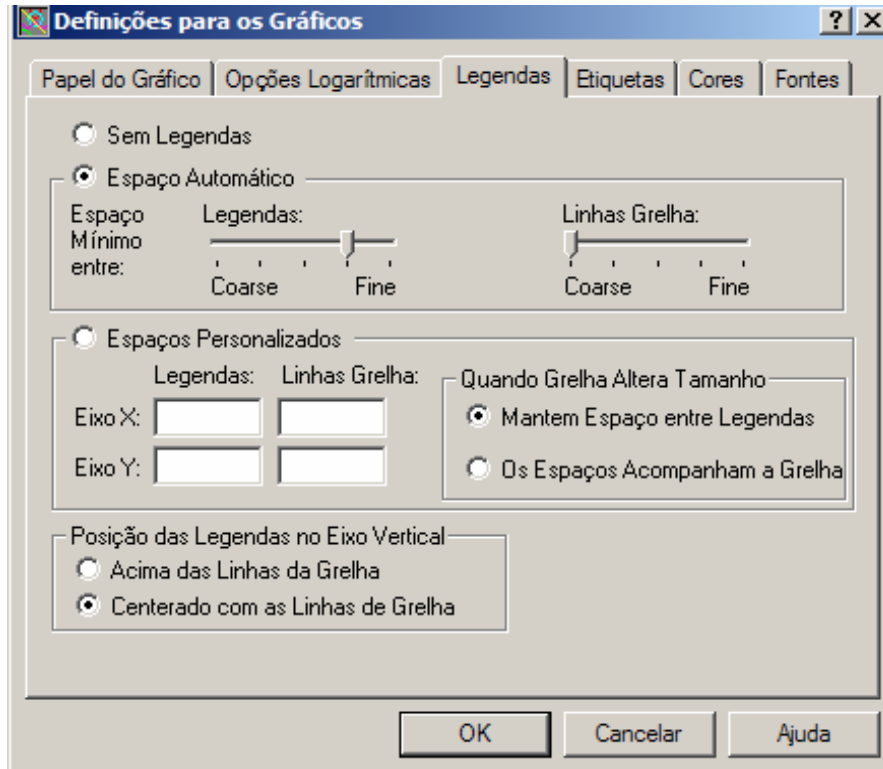 Definições para os Gráficos
Papel do Gráfico Opções Logarítmicas Legendas Etiquetas Cores Fontes
Sem Legendas
Espaço Automático
Espaço Mínimo entre:
Legendas:
Coarse Fine
Linhas Grelha:
Coarse Fine
Espaços Personalizados
Legendas: Linhas Grelha:
Eixo X:
Eixo Y:
Quando Grelha Altera Tamanho
Mantem Espaço entre Legendas
Os Espaços Acompanham a Grelha
Posição das Legendas no Eixo Vertical
Acima das Linhas da Grelha
Centerado com as Linhas de Grelha
OK Cancelar Ajuda